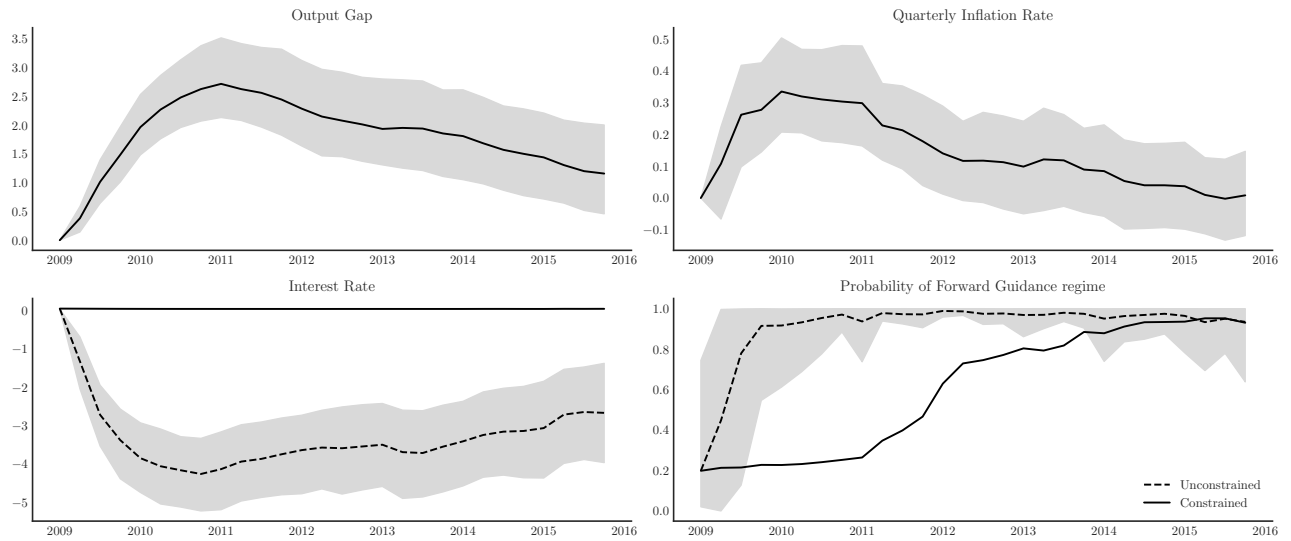 Output Gap
3.5
3.0
2.5
2.0
1.5
1.0
0.5
0.0
2009 2010 2011 2012 2013 2014 2015 2016
Quarterly Inflation Rate
0.5
0.4
0.3
0.2
0.1
0.0
−0.1
2009 2010 2011 2012 2013 2014 2015 2016
Interest Rate
0
−1
−2
−3
−4
−5
2009 2010 2011 2012 2013 2014 2015 2016
Probability of Forward Guidance regime
1.0
0.8
0.6
0.4
0.2
0.0
Unconstrained
Constrained
2009 2010 2011 2012 2013 2014 2015 2016